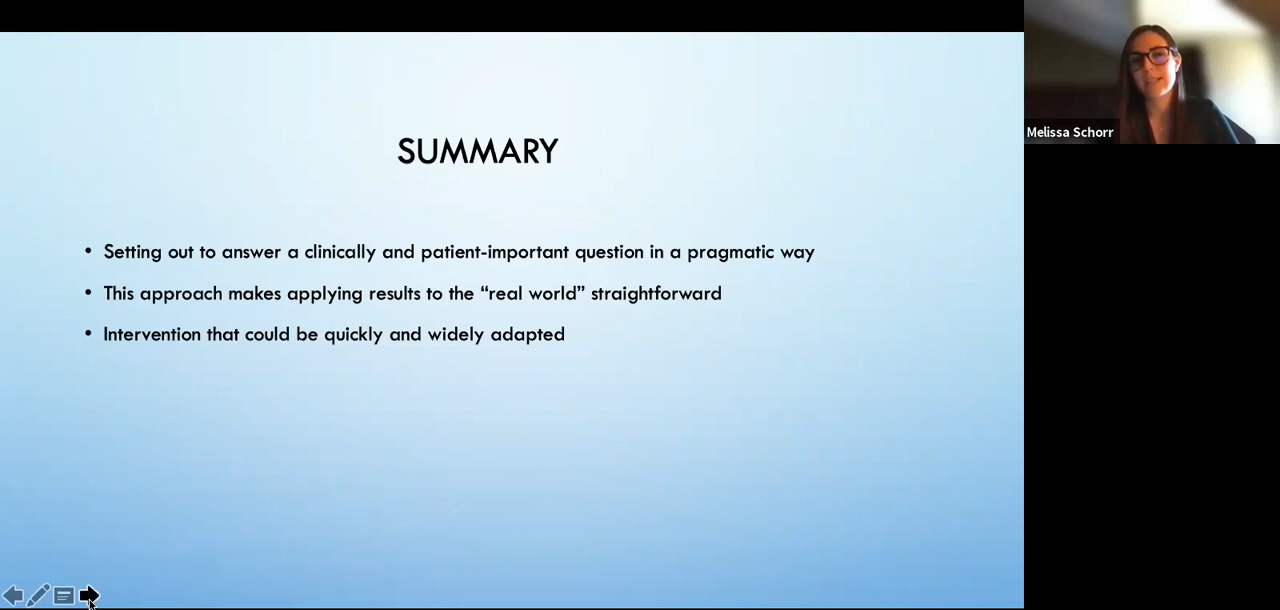 SUMMARY
• Setting out to answer a clinically and patient-important question in a pragmatic way
• This approach makes applying results to the “real world” straightforward
• Intervention that could be quickly and widely adapted
Melissa Schorr